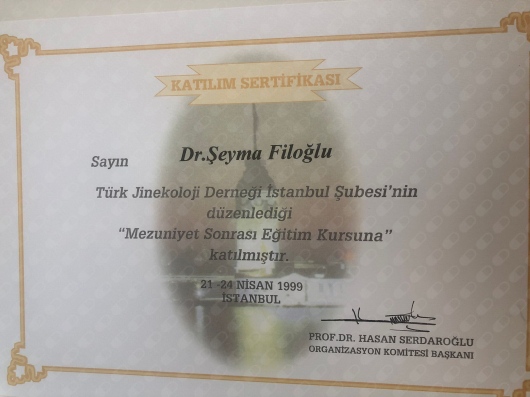 KATILIM SERTİFİKASI
Sayın Dr.Şeyma Filoğlu
Türk Jinekoloji Derneği İstanbul Şubesi'nin
düzenlediği
“Mezuniyet Sonrası Eğitim Kursuna”
katılmıştır.
21 -24 NİSAN 1999
İSTANBUL
PROF.DR. HASAN SERDAROĞLU
ORGANİZASYON KOMİTESİ BAŞKANI